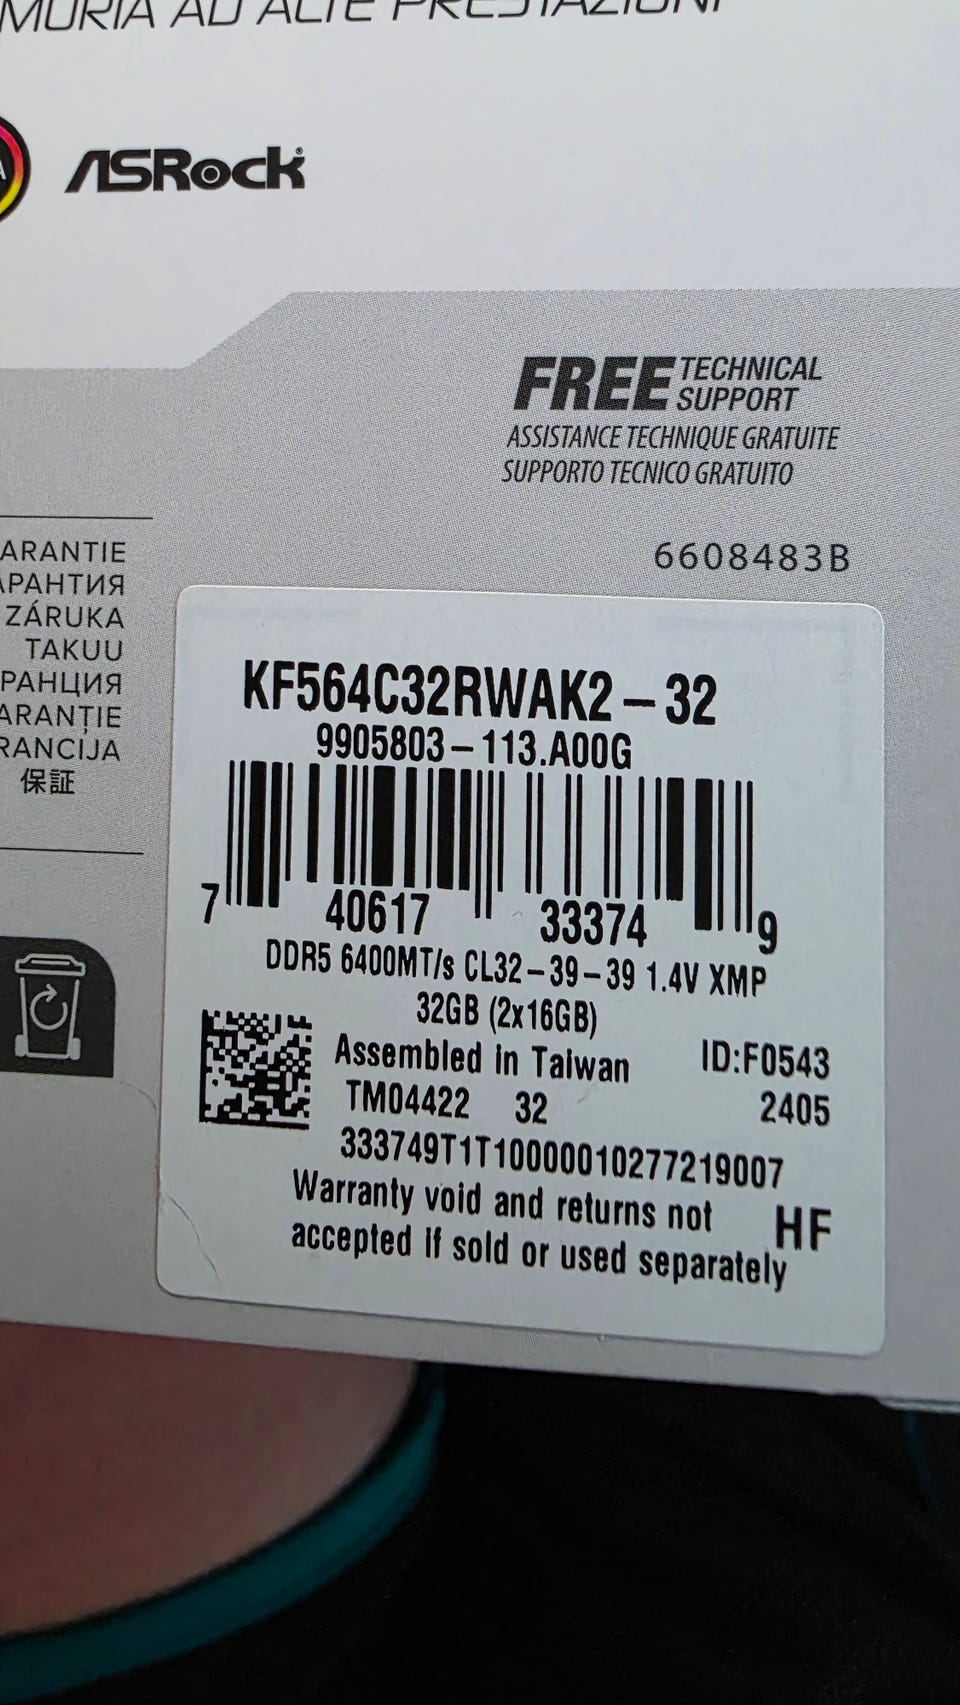 MORIA AD ALTE PRESTAZIONI
ASRock
FREE TECHNICAL SUPPORT
ASSISTANCE TECHNIQUE GRATUITE
SUPPORTO TECNICO GRATUITO
6608483B
ARANTIE
АРАНТИЯ
ZÁRUKA
TAKUU
РАНЦИЯ
ARANȚIE
RANCIJA
保証
KF564C32RWAK2-32
9905803-113.A00G
7 40617 33374 9
DDR5 6400MT/s CL32-39-39 1.4V XMP
32GB (2x16GB)
Assembled in Taiwan ID:F0543
TM04422 32 2405
333749T1T10000010277219007
Warranty void and returns not
accepted if sold or used separately
HF